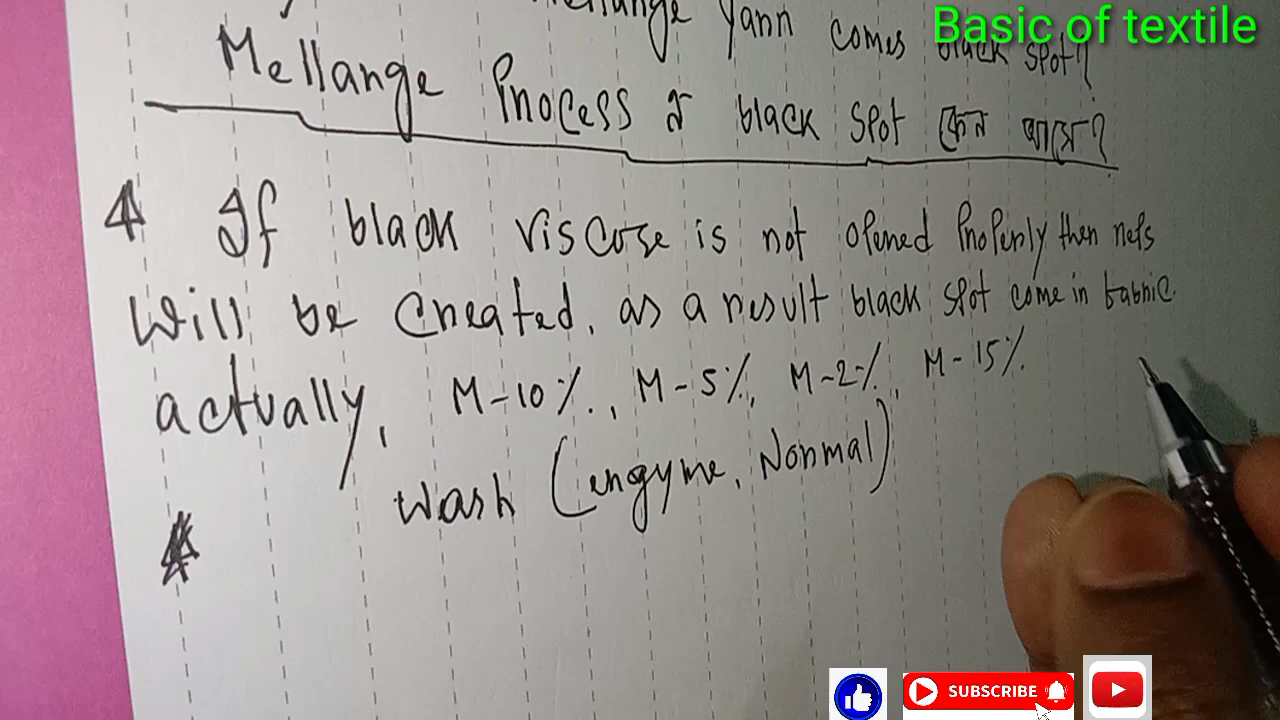 Basic of textile
Mellange Yarn comes black spot?
Mellange Process এ black spot কেন আসে?
If black viscose is not opened Properly then neps
will be created. as a result black spot come in fabric.
actually, M-10%., M-5%, M-2%, M-15%.
Wash (engyme, Normal)
SUBSCRIBE